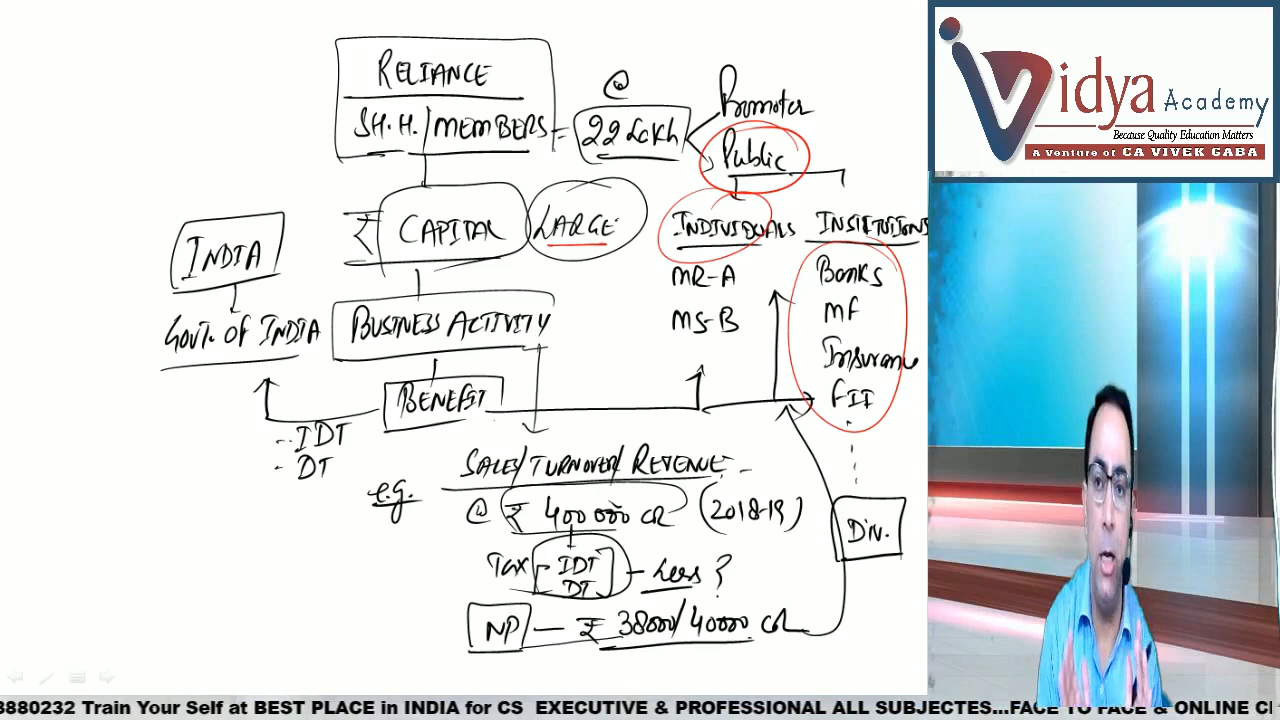 RELIANCE
SH.H./MEMBERS = 22 Lakh
@
Promoter
Public
INDIVIDUALS
INSTITUTIONS
MR-A
MS-B
Banks
MF
Insurance
FII
₹ CAPITAL
LARGE
INDIA
GOVT. OF INDIA
BUSINESS ACTIVITY
BENEFIT
- IDT
- DT
SALES/TURNOVER/REVENUE -
e.g.
@ ₹ 400000 CR (2018-19)
Tax IDT - Less ?
DT
NP - ₹ 38000/40000 CR
Div.
Vidya Academy
Because Quality Education Matters
A Venture of CA VIVEK GABA
3880232 Train Your Self at BEST PLACE in INDIA for CS EXECUTIVE & PROFESSIONAL ALL SUBJECTES...FACE TO FACE & ONLINE Cl